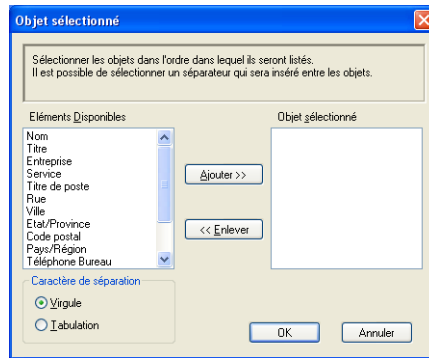 Objet sélectionné
Sélectionner les objets dans l'ordre dans lequel ils seront listés.
Il est possible de sélectionner un séparateur qui sera inséré entre les objets.
Eléments Disponibles
Objet sélectionné
Nom
Titre
Entreprise
Service
Titre de poste
Rue
Ville
Etat/Province
Code postal
Pays/Région
Téléphone Bureau
Ajouter >>
<< Enlever
Caractère de séparation
Virgule
Tabulation
OK
Annuler